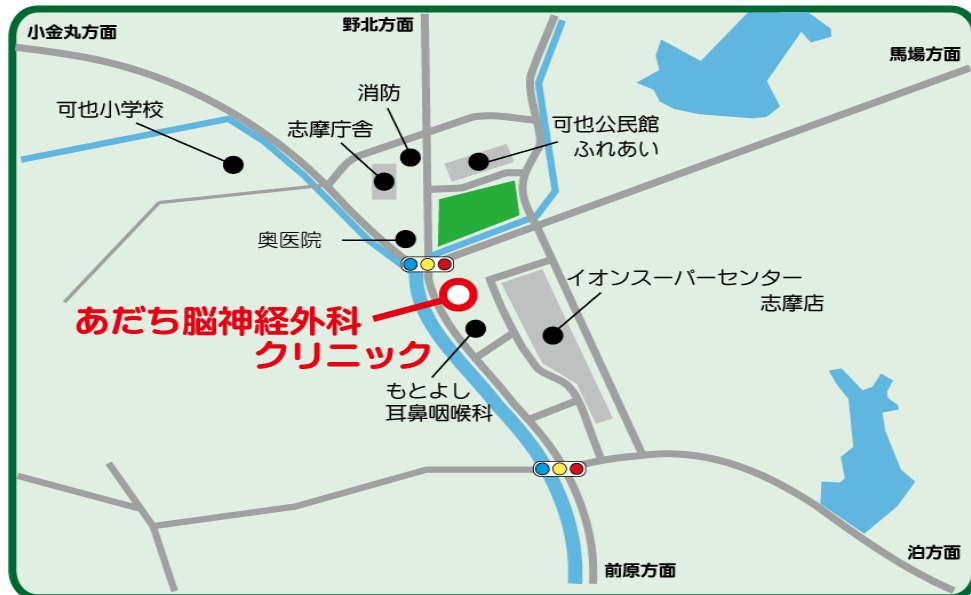 小金丸方面
野北方面
馬場方面
消防
可也小学校
志摩庁舎
可也公民館
ふれあい
奥医院
イオンスーパーセンター
志摩店
あだち脳神経外科
クリニック
もとよし
耳鼻咽喉科
泊方面
前原方面